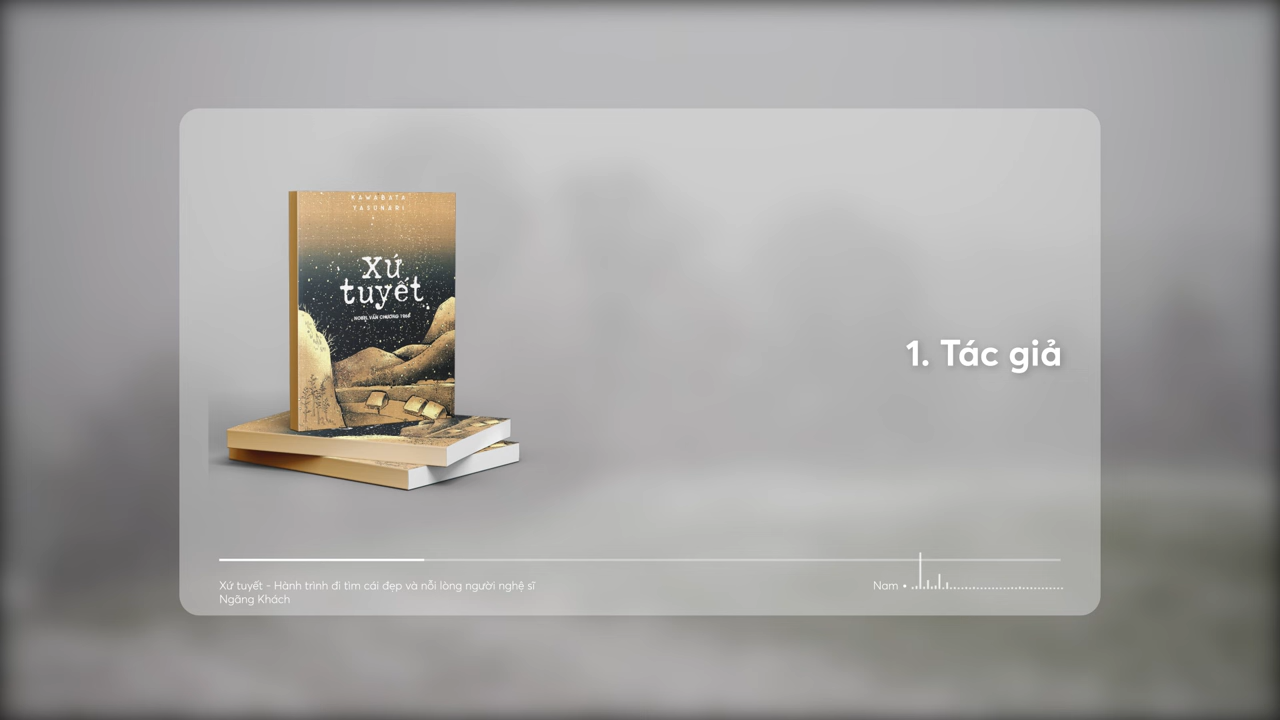 KAWABATA
YASUNARI
Xứ
tuyết
NOBEL VĂN CHƯƠNG 1968
1. Tác giả
Xứ tuyết - Hành trình đi tìm cái đẹp và nỗi lòng người nghệ sĩ
Ngãng Khách
Nam •